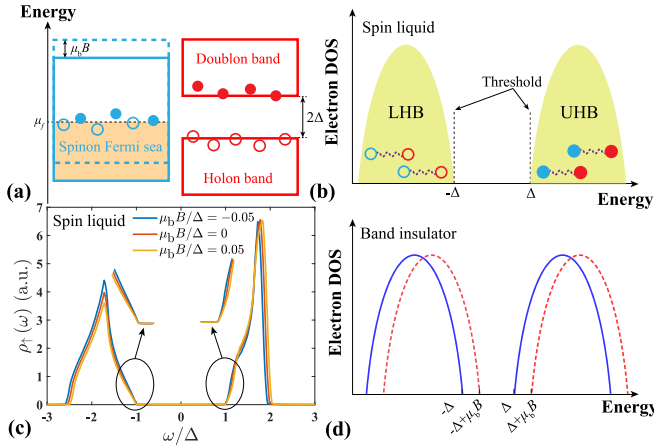 Energy
μ_b B
μ_f
Spinon Fermi sea
Doublon band
2Δ
Holon band
(a)
Electron DOS
Spin liquid
Threshold
LHB
UHB
-Δ
Δ
Energy
(b)
ρ↑(ω) (a.u.)
7
6
5
4
3
2
1
0
Spin liquid
μ_b B/Δ = −0.05
μ_b B/Δ = 0
μ_b B/Δ = 0.05
-3 -2 -1 0 1 2 3
ω/Δ
(c)
Electron DOS
Band insulator
-Δ
-Δ+μ_b B
Δ
Δ+μ_b B
Energy
(d)